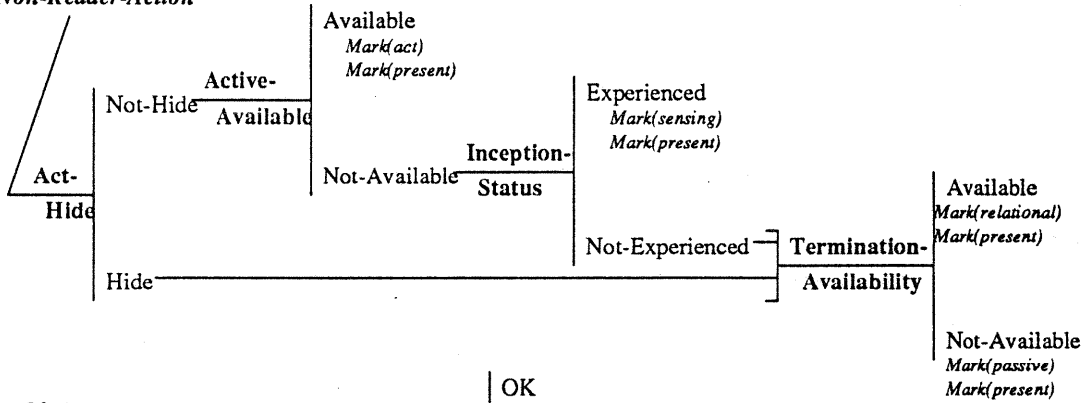 Non-Reader-Action
Available
Mark(act)
Mark(present)
Active-
Available
Not-Hide
Experienced
Mark(sensing)
Mark(present)
Inception-
Status
Not-Available
Act-
Hide
Available
Mark(relational)
Mark(present)
Not-Experienced
Termination-
Availability
Hide
Not-Available
Mark(passive)
Mark(present)
OK